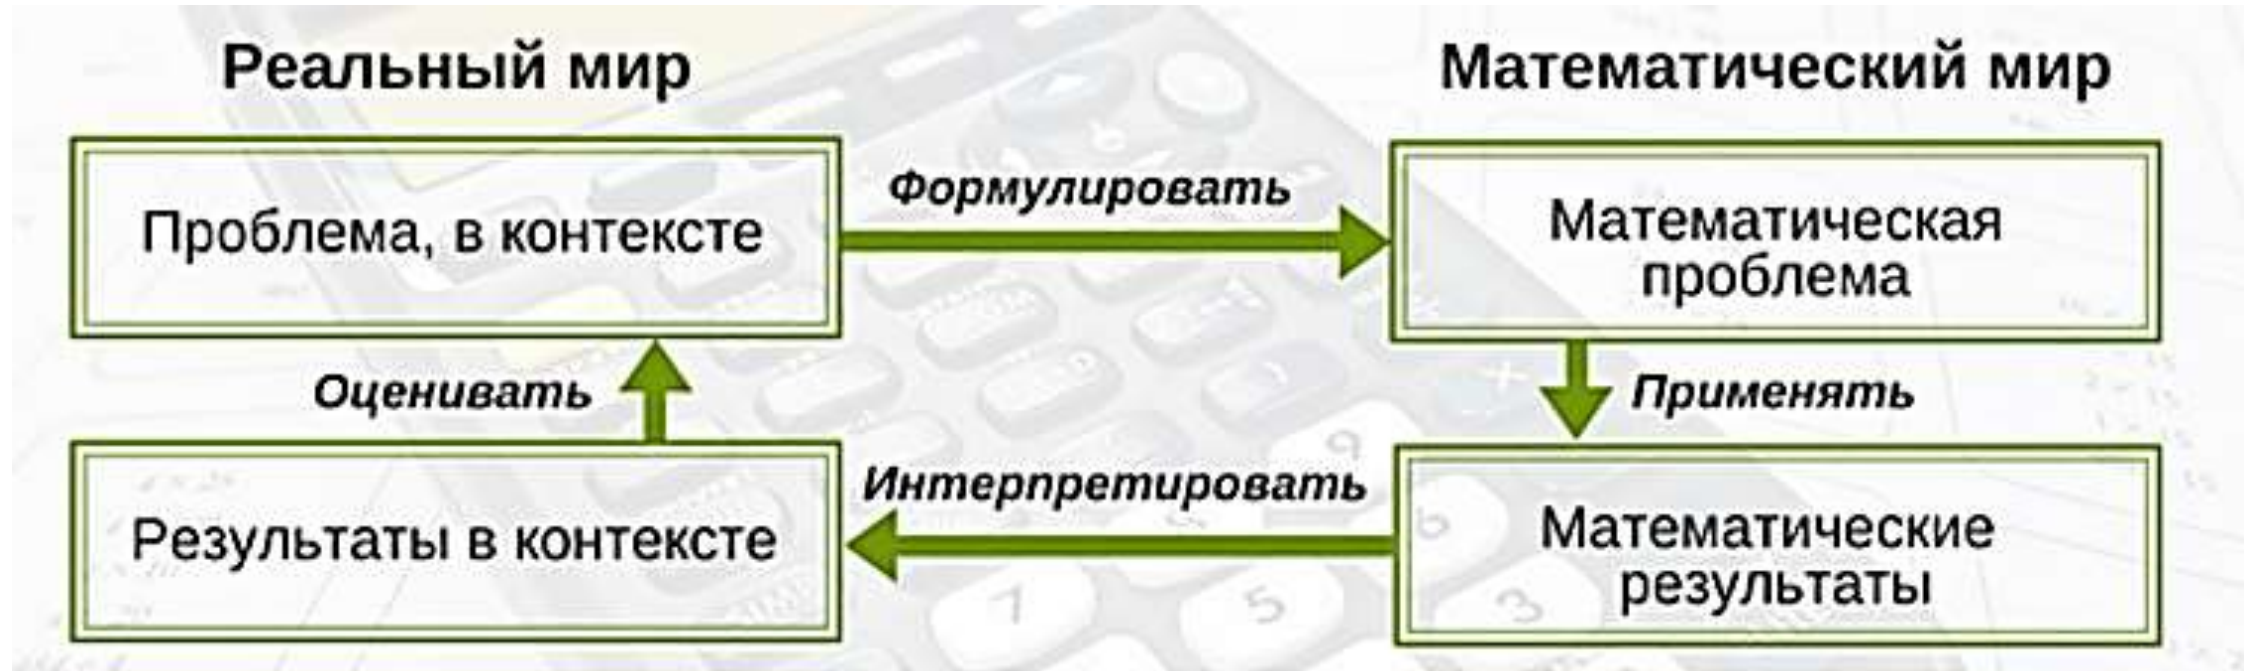 Реальный мир
Математический мир
Проблема, в контексте
Формулировать
Математическая
проблема
Оценивать
Применять
Результаты в контексте
Интерпретировать
Математические
результаты